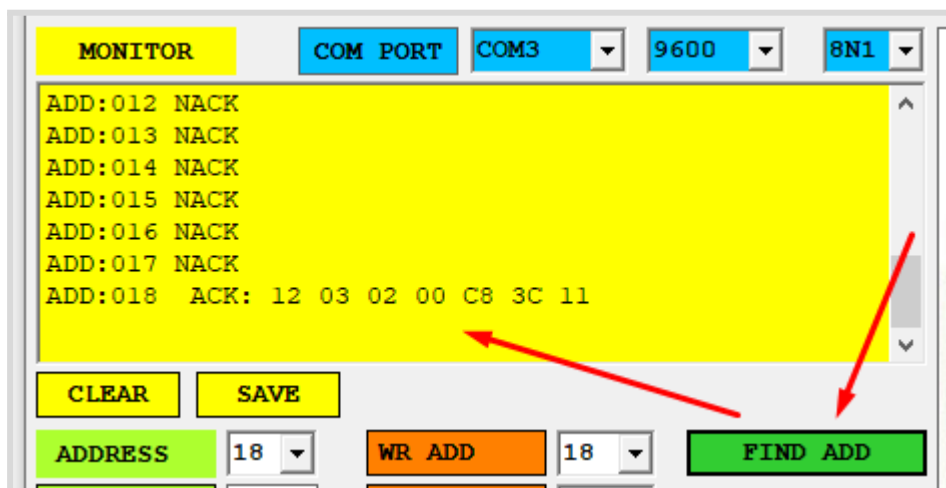 MONITOR COM PORT COM3 9600 8N1
ADD:012 NACK
ADD:013 NACK
ADD:014 NACK
ADD:015 NACK
ADD:016 NACK
ADD:017 NACK
ADD:018  ACK: 12 03 02 00 C8 3C 11
CLEAR SAVE
ADDRESS 18 WR ADD 18 FIND ADD